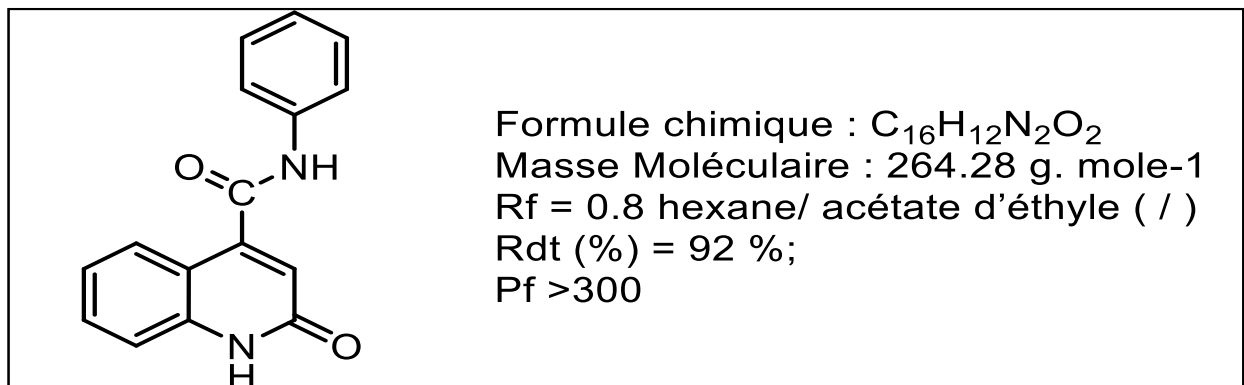 O
NH
C
N
H
O
Formule chimique : C₁₆H₁₂N₂O₂
Masse Moléculaire : 264.28 g. mole-1
Rf = 0.8 hexane/ acétate d’éthyle ( / )
Rdt (%) = 92 %;
Pf >300